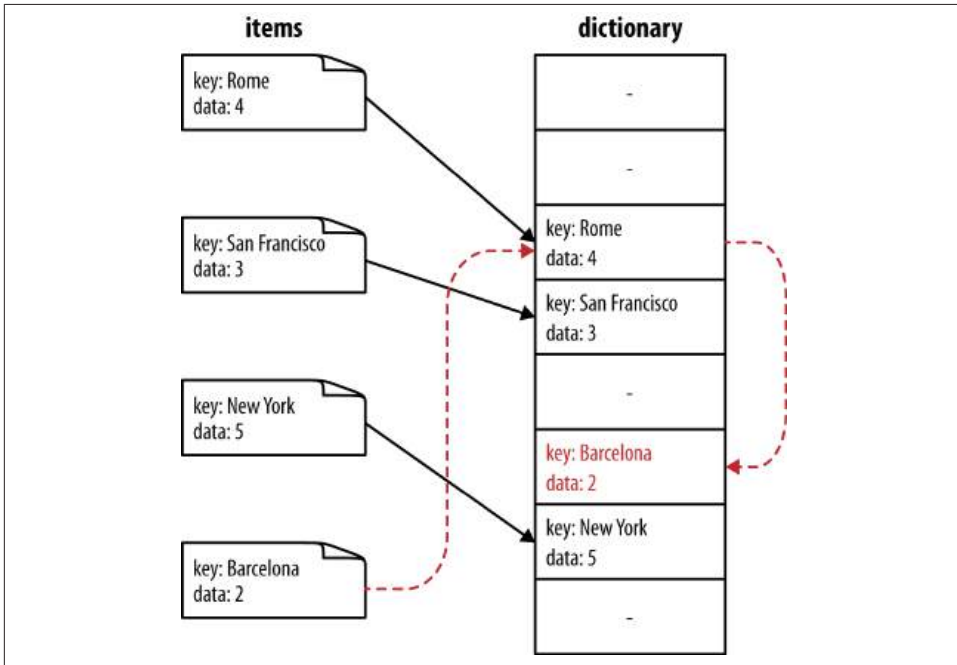 items
dictionary
key: Rome
data: 4
key: San Francisco
data: 3
key: New York
data: 5
key: Barcelona
data: 2
-
-
key: Rome
data: 4
key: San Francisco
data: 3
-
key: Barcelona
data: 2
key: New York
data: 5
-